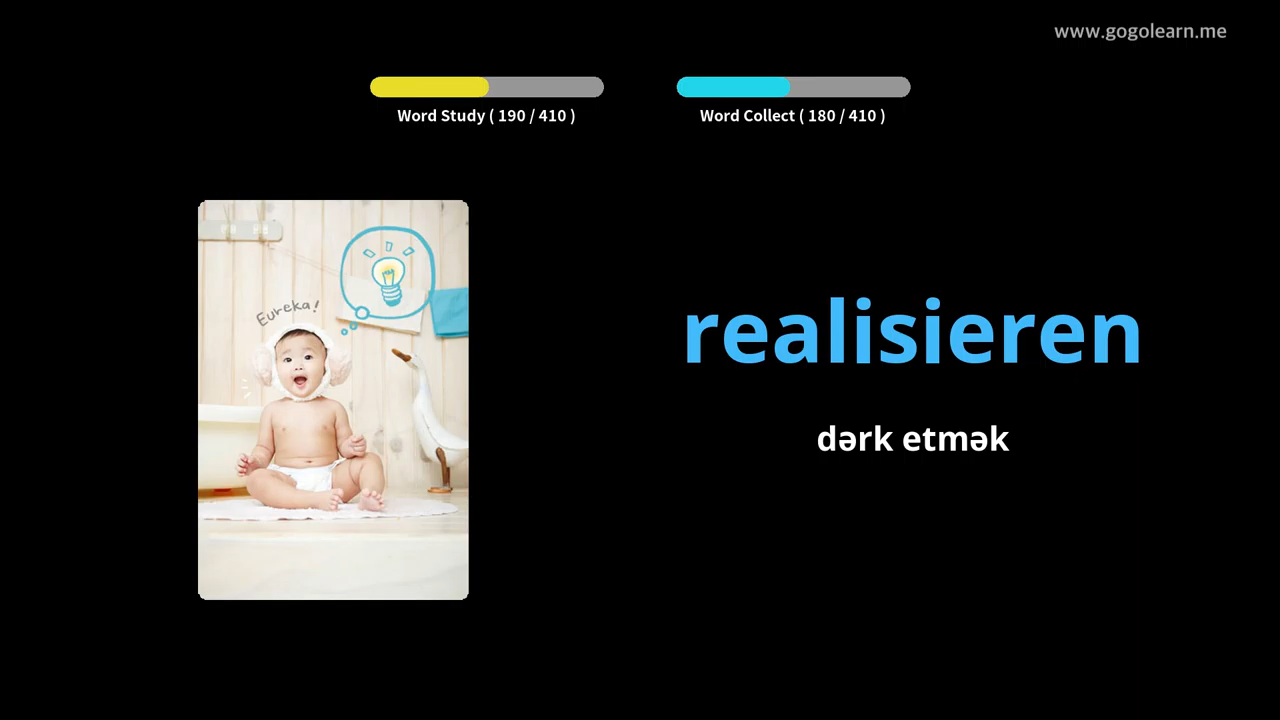 www.gogolearn.me
Word Study ( 190 / 410 )
Word Collect ( 180 / 410 )
Eureka!
realisieren
dərk etmək